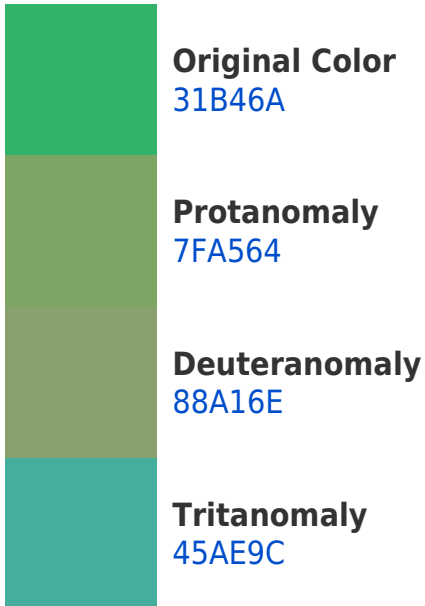 Original Color
31B46A
Protanomaly
7FA564
Deuteranomaly
88A16E
Tritanomaly
45AE9C